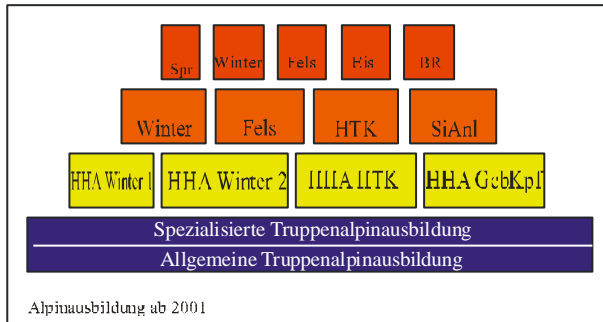 Spr Winter Fels Eis BR
Winter Fels HTK SiAnl
HHA Winter 1 HHA Winter 2 HHA HTK HHA GebKpf
Spezialisierte Truppenalpinausbildung
Allgemeine Truppenalpinausbildung
Alpinausbildung ab 2001